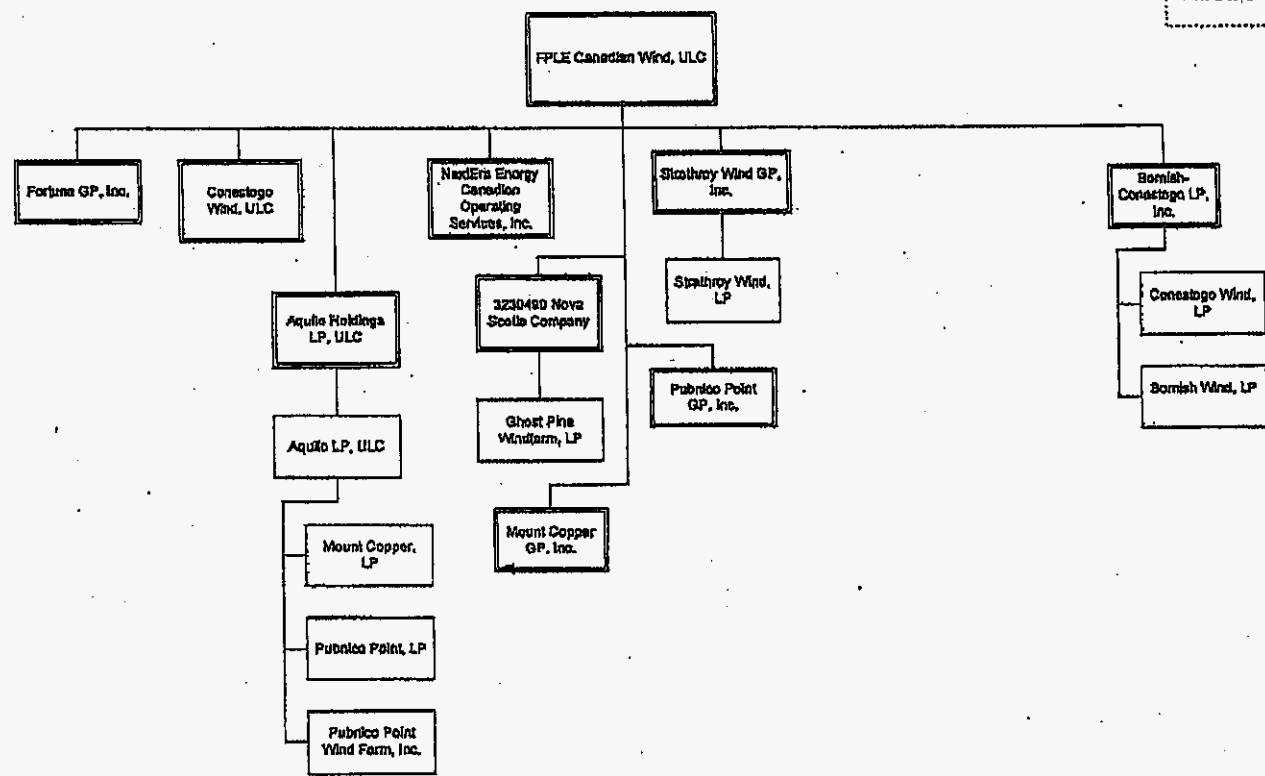 FPLE Canadian Wind, ULC
Fortuna GP, Inc.
Conestogo
Wind, ULC
NextEra Energy
Canadian
Operating
Services, Inc.
Strathroy Wind GP,
Inc.
Bornish-
Conestogo LP,
Inc.
Strathroy Wind,
LP
Conestogo Wind,
LP
Aquilo Holdings
LP, ULC
3230490 Nova
Scotia Company
Pubnico Point
GP, Inc.
Bornish Wind, LP
Aquilo LP, ULC
Ghost Pine
Windfarm, LP
Mount Copper
GP, Inc.
Mount Copper,
LP
Pubnico Point, LP
Pubnico Point
Wind Farm, Inc.